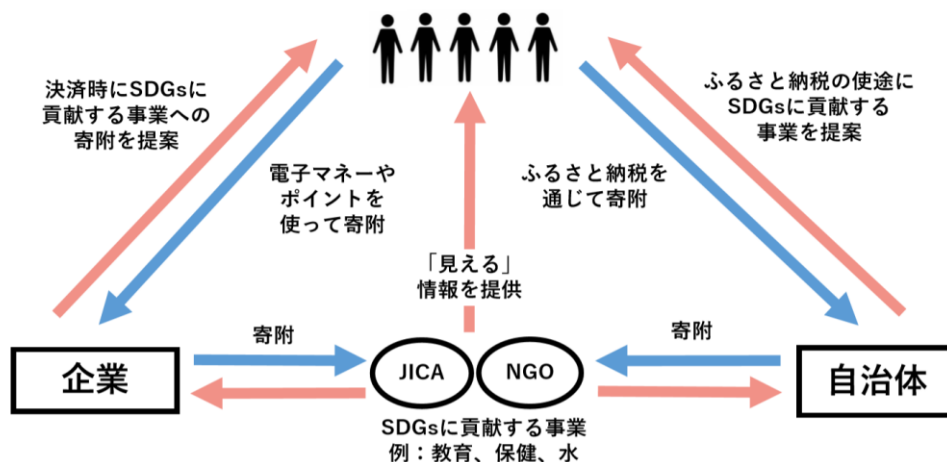 決済時にSDGsに
貢献する事業への
寄附を提案
ふるさと納税の使途に
SDGsに貢献する
事業を提案
電子マネーや
ポイントを
使って寄附
ふるさと納税を
通じて寄附
「見える」
情報を提供
企業
寄附
JICA
NGO
寄附
自治体
SDGsに貢献する事業
例：教育、保健、水